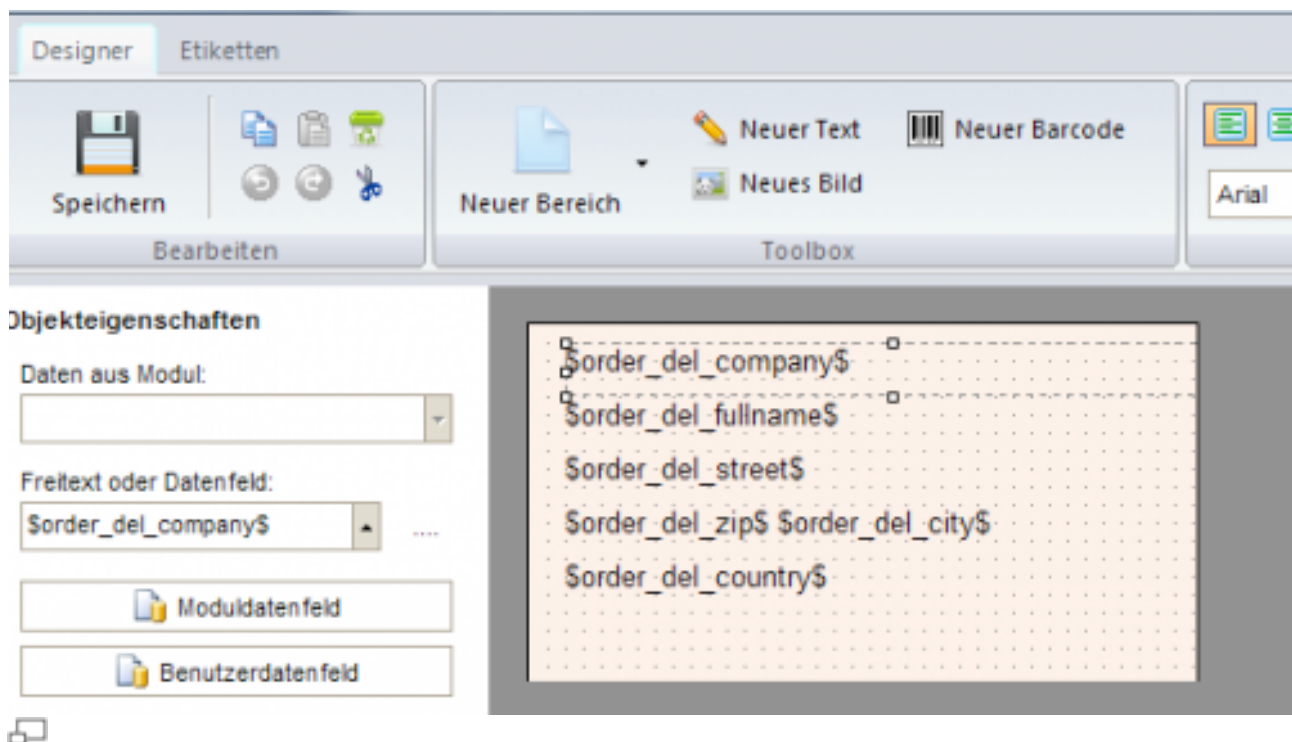 Designer Etiketten
Neuer Text Neuer Barcode
Neues Bild
Speichern Neuer Bereich Arial
Bearbeiten Toolbox
Objekteigenschaften
Daten aus Modul:
Freitext oder Datenfeld:
$order_del_company$ ....
Moduldatenfeld
Benutzerdatenfeld
$order_del_company$
$order_del_fullname$
$order_del_street$
$order_del_zip$ $order_del_city$
$order_del_country$